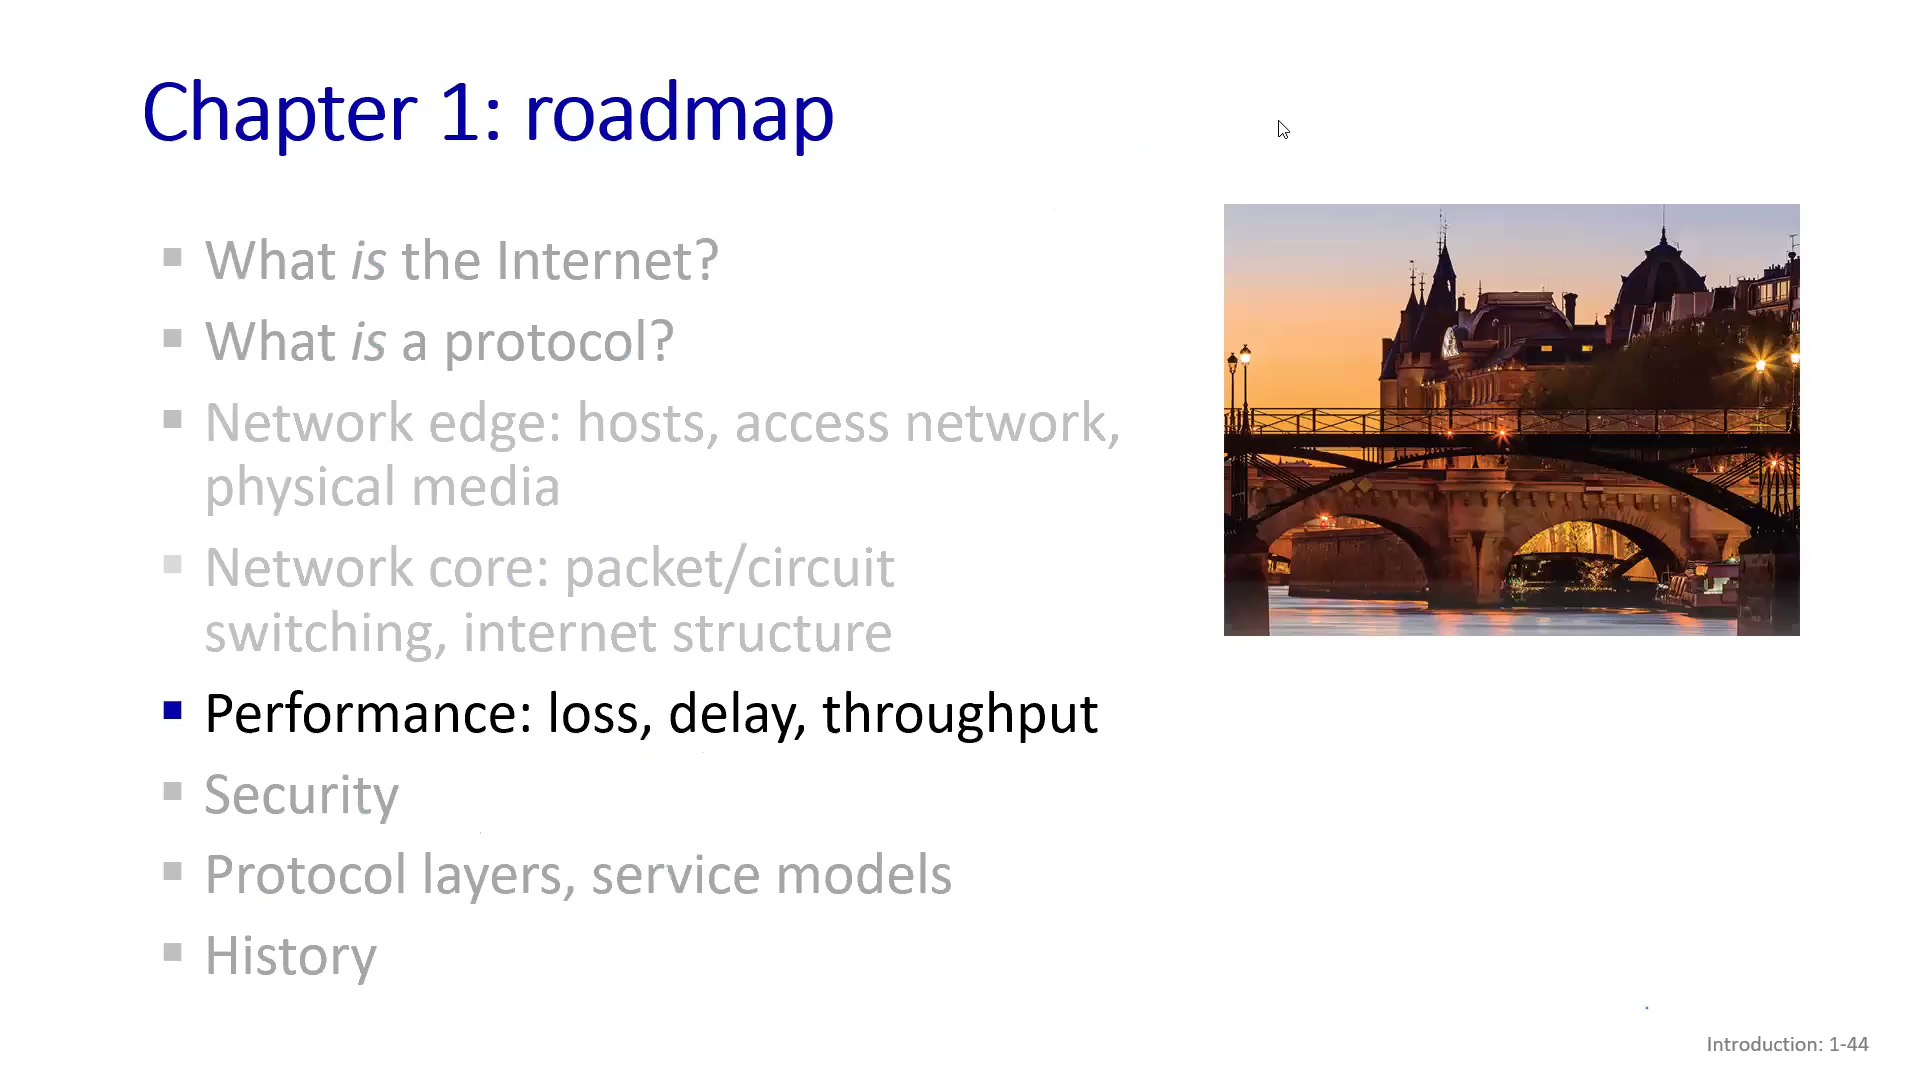 Chapter 1: roadmap
What is the Internet?
What is a protocol?
Network edge: hosts, access network,
physical media
Network core: packet/circuit
switching, internet structure
Performance: loss, delay, throughput
Security
Protocol layers, service models
History
Introduction: 1-44